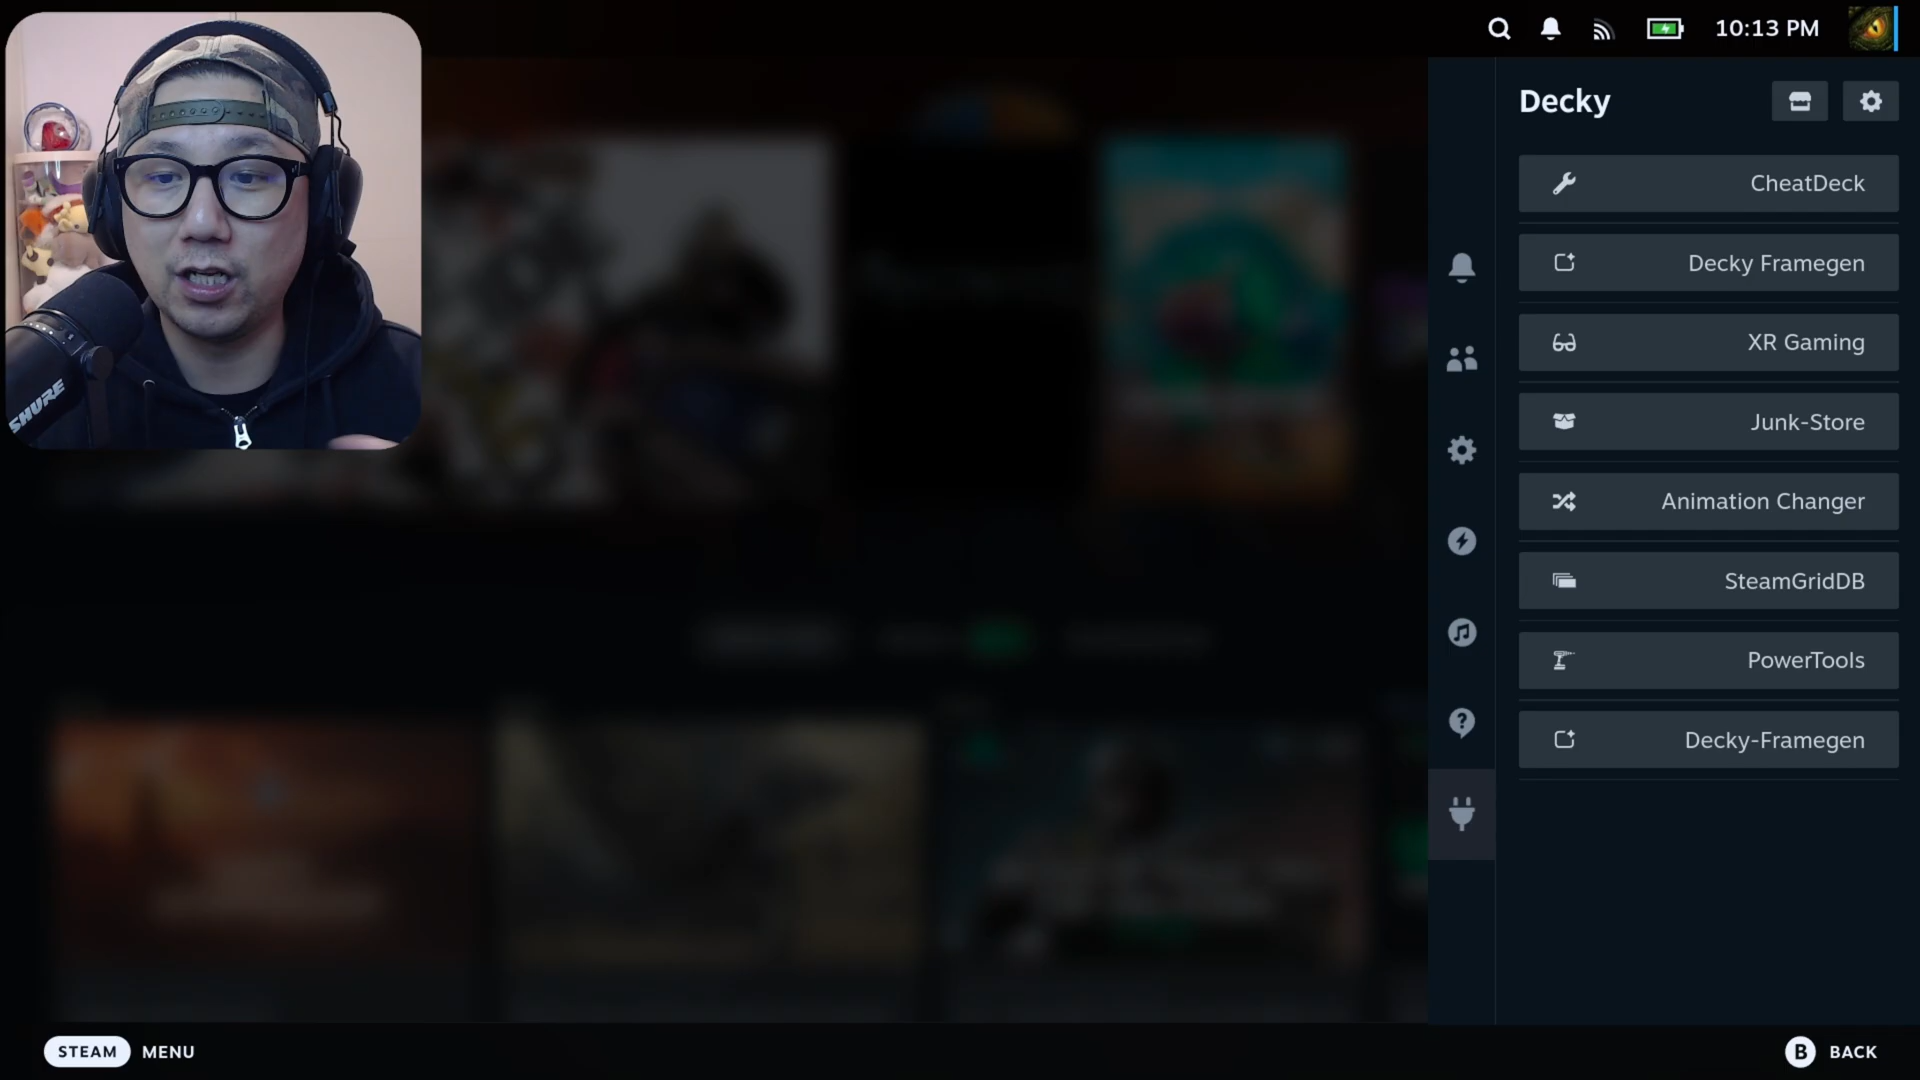 10:13 PM
Decky
CheatDeck
Decky Framegen
XR Gaming
Junk-Store
Animation Changer
SteamGridDB
PowerTools
Decky-Framegen
SHURE
STEAM MENU
B BACK